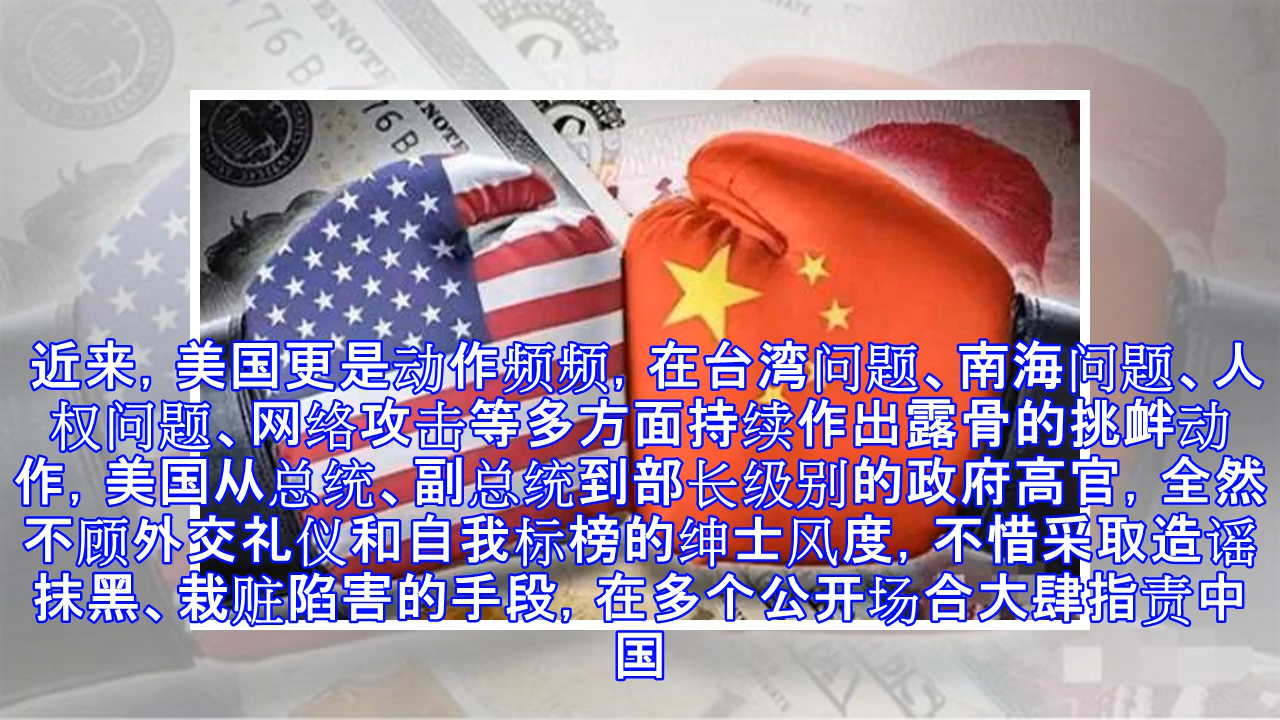 近来, 美国更是动作频频, 在台湾问题、南海问题、人
权问题、网络攻击等多方面持续作出露骨的挑衅动
作, 美国从总统、副总统到部长级别的政府高官, 全然
不顾外交礼仪和自我标榜的绅士风度, 不惜采取造谣
抹黑、栽赃陷害的手段, 在多个公开场合大肆指责中
国
776 B
ENOTE
76 B
NOTE